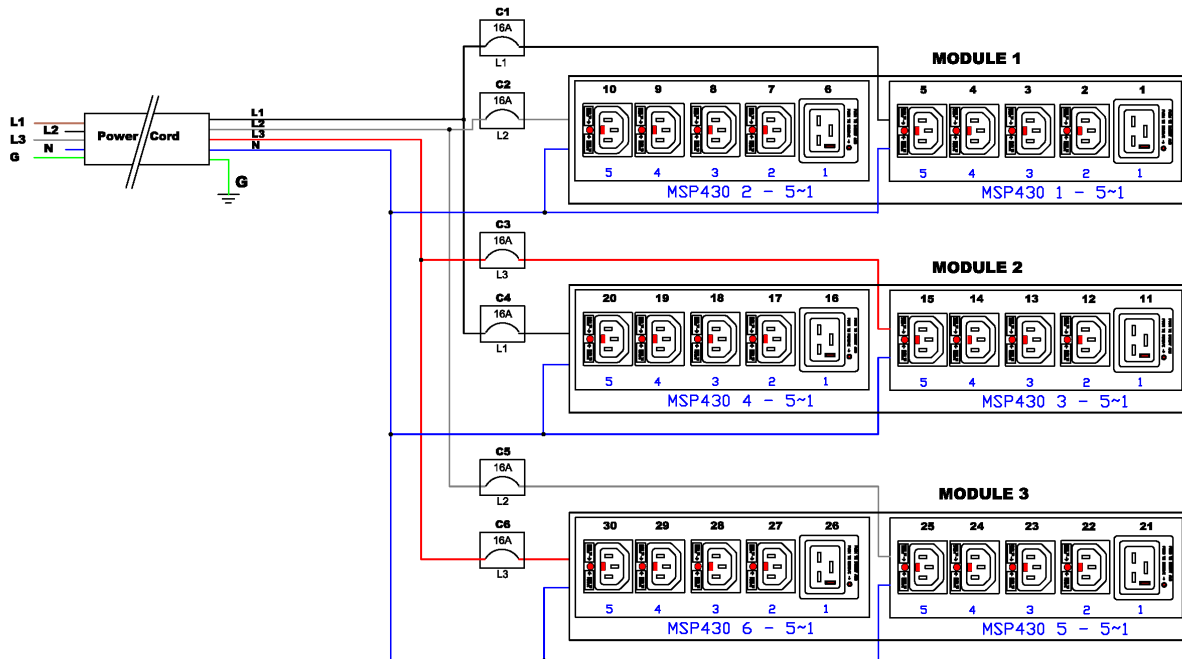 C1
16A
L1
MODULE 1
C2
16A
L2
10 9 8 7 6
5 4 3 2 1
L1
L2
L3
N
G
Power Cord
L1
L2
L3
N
G
5 4 3 2 1
5 4 3 2 1
MSP430 2 - 5~1
MSP430 1 - 5~1
C3
16A
L3
MODULE 2
C4
16A
L1
20 19 18 17 16
15 14 13 12 11
5 4 3 2 1
5 4 3 2 1
MSP430 4 - 5~1
MSP430 3 - 5~1
C5
16A
L2
MODULE 3
C6
16A
L3
30 29 28 27 26
25 24 23 22 21
5 4 3 2 1
5 4 3 2 1
MSP430 6 - 5~1
MSP430 5 - 5~1